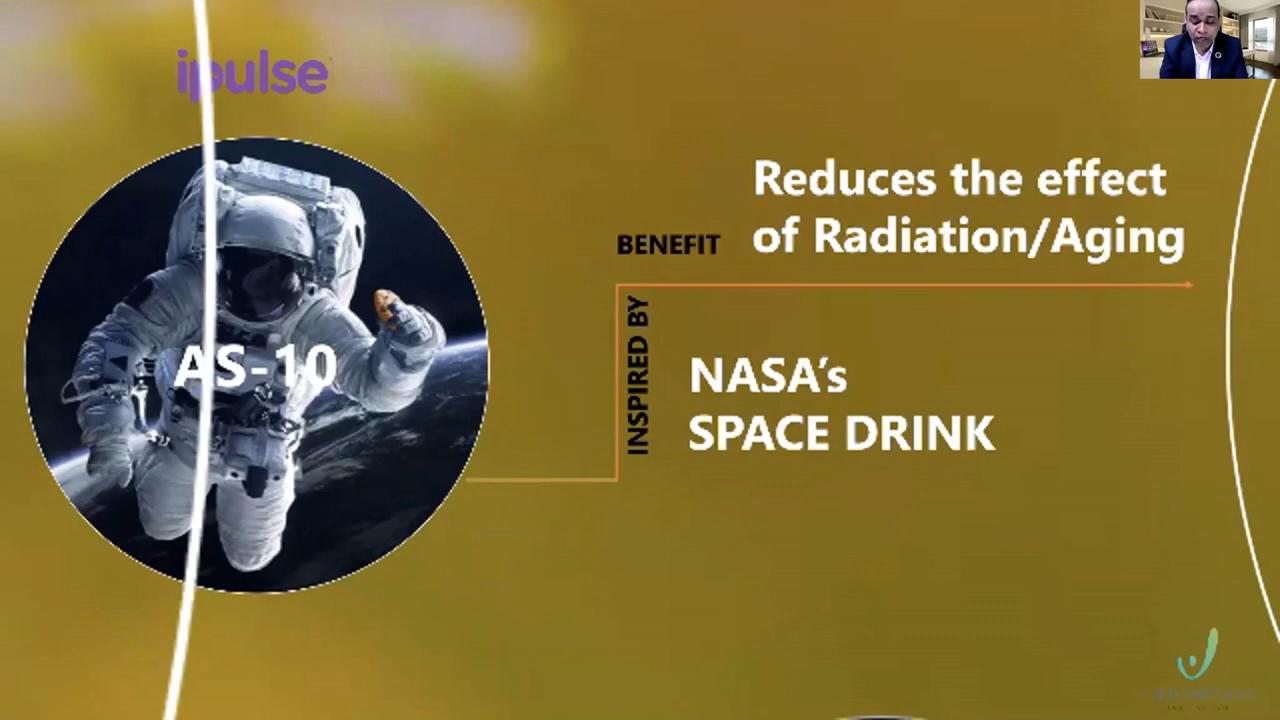 ipulse
AS-10
BENEFIT
Reduces the effect
of Radiation/Aging
INSPIRED BY
NASA's
SPACE DRINK